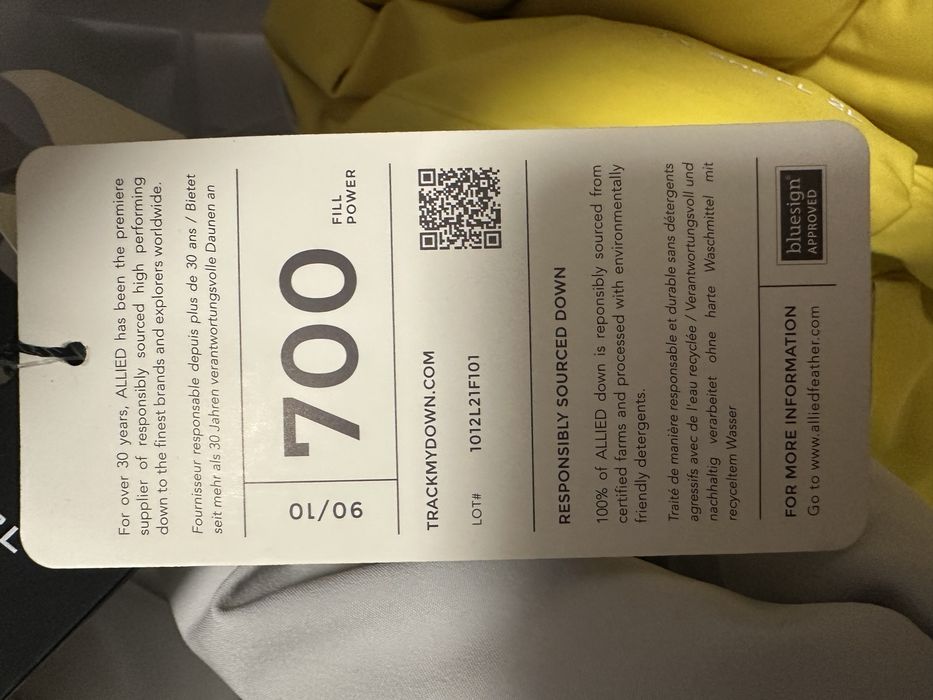 For over 30 years, ALLIED has been the premiere
supplier of responsibly sourced high performing
down to the finest brands and explorers worldwide.
Fournisseur responsable depuis plus de 30 ans / Bietet
seit mehr als 30 Jahren verantwortungsvolle Daunen an
90/10
700
FILL
POWER
TRACKMYDOWN.COM
LOT# 1012L21F101
RESPONSIBLY SOURCED DOWN
100% of ALLIED down is reponsibly sourced from
certified farms and processed with environmentally
friendly detergents.
Traité de manière responsable et durable sans détergents
agressifs avec de l'eau recyclée / Verantwortungsvoll und
nachhaltig verarbeitet ohne harte Waschmittel mit
recyceltem Wasser
FOR MORE INFORMATION
Go to www.alliedfeather.com
bluesign®
APPROVED